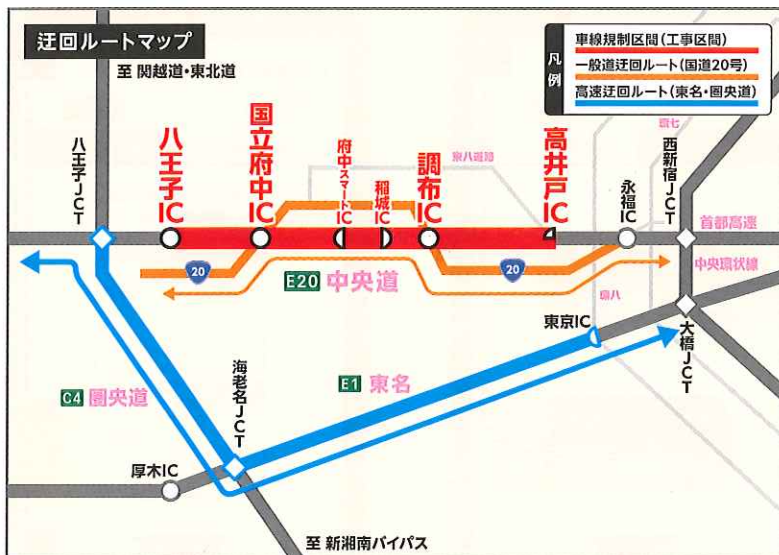 迂回ルートマップ
凡例
車線規制区間(工事区間)
一般道迂回ルート(国道20号)
高速迂回ルート(東名・圏央道)
至 関越道・東北道
八王子JCT
八王子IC
国立府中IC
府中スマートIC
稲城IC
調布IC
高井戸IC
永福IC
西新宿JCT
環七
首都高速
中央環状線
20
20
E20 中央道
環八
東京IC
大橋JCT
E1 東名
C4 圏央道
海老名JCT
厚木IC
至 新湘南バイパス